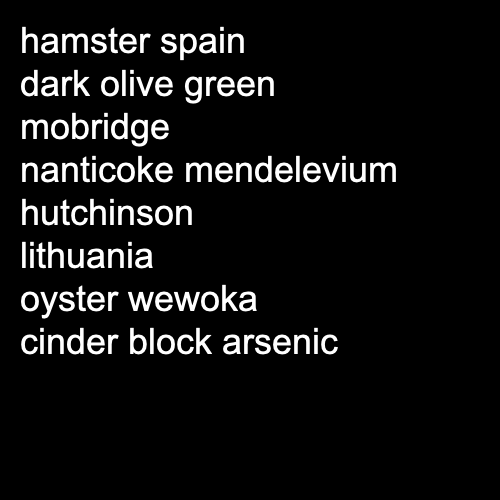 hamster spain
dark olive green
mobridge
nanticoke mendelevium
hutchinson
lithuania
oyster wewoka
cinder block arsenic